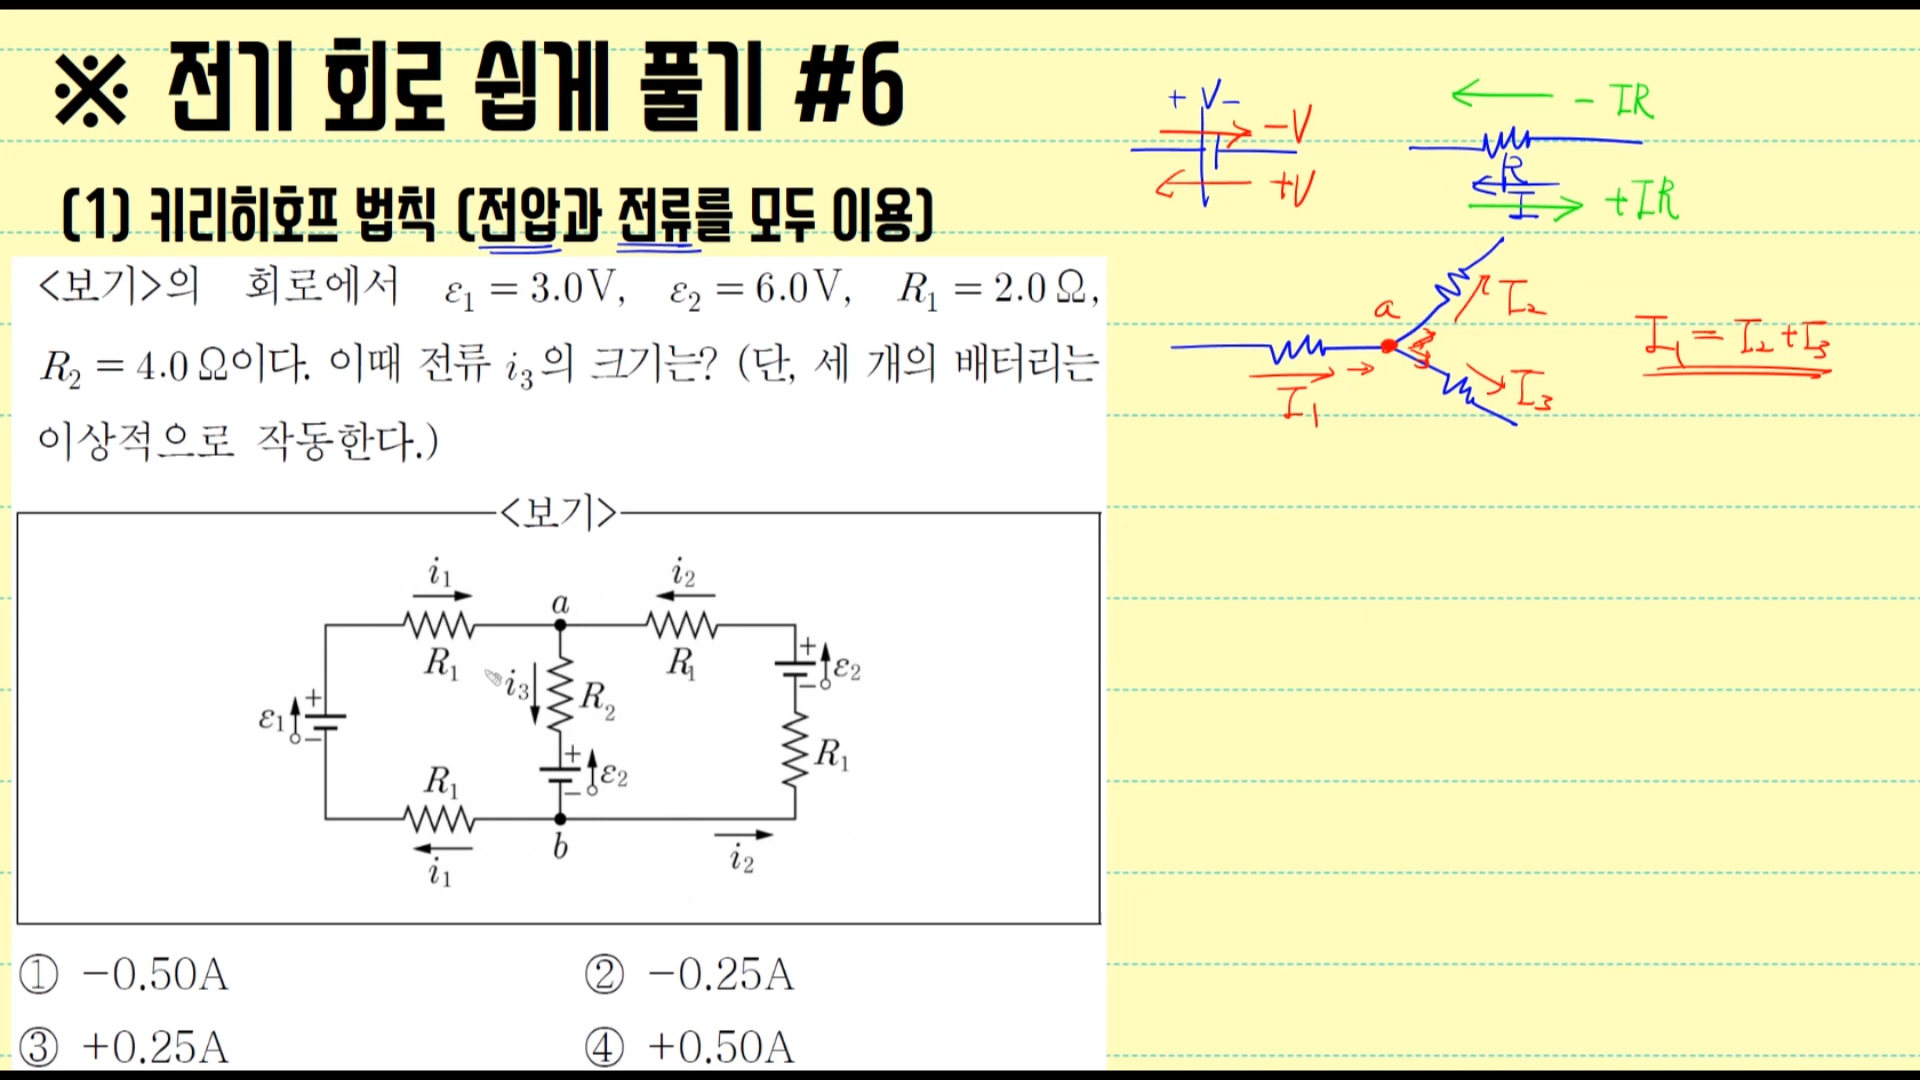 ※ 전기 회로 쉽게 풀기 #6
(1) 키리히호프 법칙 (전압과 전류를 모두 이용)
<보기>의 회로에서 ε₁ = 3.0V, ε₂ = 6.0V, R₁ = 2.0Ω,
R₂ = 4.0Ω이다. 이때 전류 i₃의 크기는? (단, 세 개의 배터리는
이상적으로 작동한다.)
<보기>
i₁
i₂
a
R₁
R₁
i₃
R₂
+
ε₂
−
ε₁
+
−
R₁
+
ε₂
−
R₁
b
i₁
i₂
① −0.50A
② −0.25A
③ +0.25A
④ +0.50A
+ V −
−V
+V
− IR
R
I
+IR
a
I₂
I₁
I₃
I₁ = I₂ + I₃